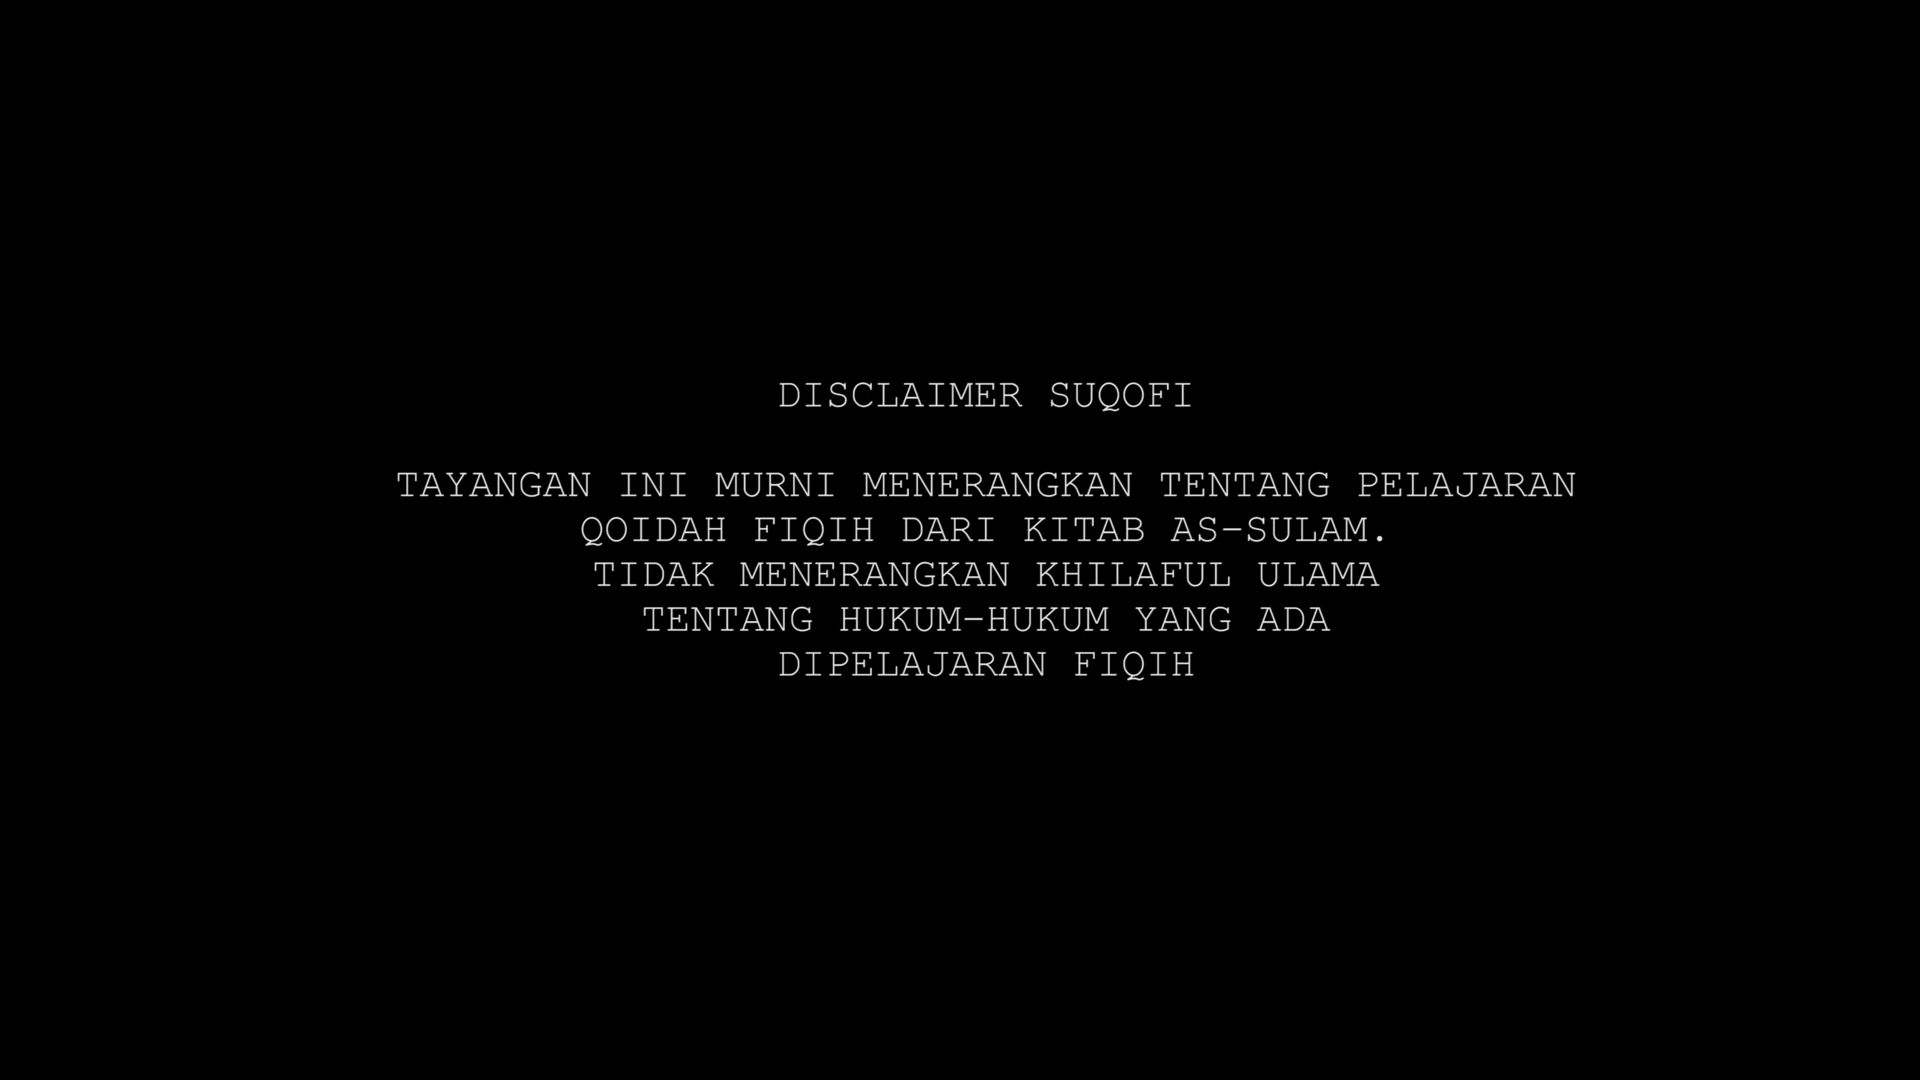 DISCLAIMER SUQOFI
TAYANGAN INI MURNI MENERANGKAN TENTANG PELAJARAN
QOIDAH FIQIH DARI KITAB AS-SULAM.
TIDAK MENERANGKAN KHILAFUL ULAMA
TENTANG HUKUM-HUKUM YANG ADA
DIPELAJARAN FIQIH